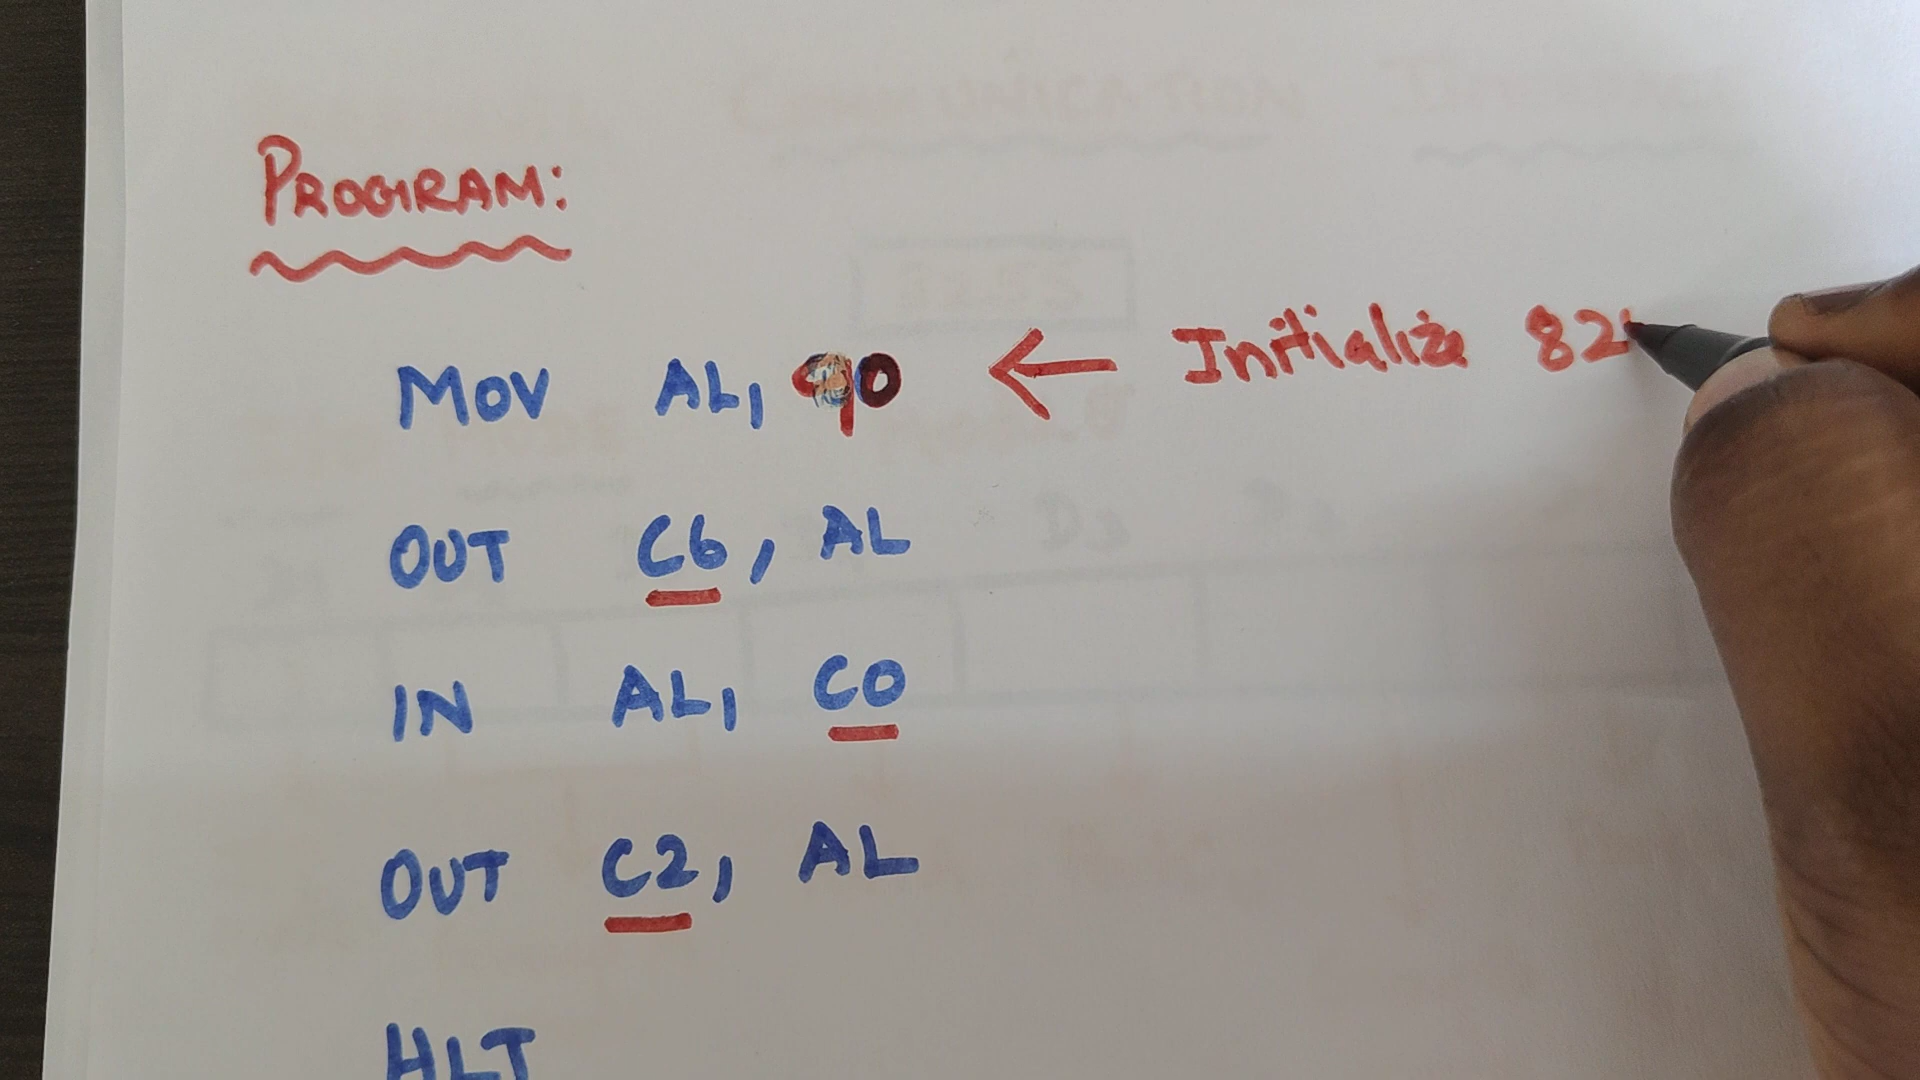 PROGRAM:
MOV AL, 90 ← Initialize 82
OUT C6, AL
IN AL, C0
OUT C2, AL
HLT